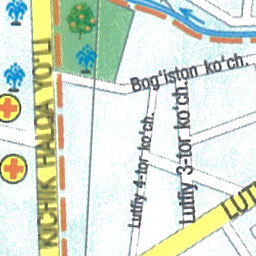 Bog'iston ko'ch.
KICHIK HALQA YO'LI
Lutfiy 4-tor ko'ch.
Lutfiy 3-tor ko'ch.
LUT